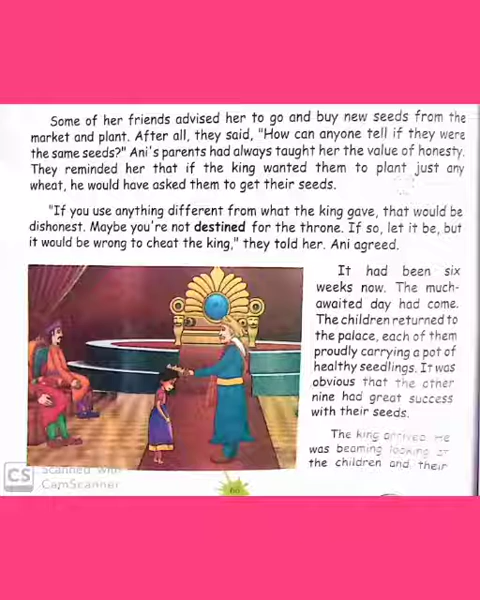 Some of her friends advised her to go and buy new seeds from the
market and plant. After all, they said, "How can anyone tell if they were
the same seeds?" Ani's parents had always taught her the value of honesty.
They reminded her that if the king wanted them to plant just any
wheat, he would have asked them to get their seeds.
"If you use anything different from what the king gave, that would be
dishonest. Maybe you're not destined for the throne. If so, let it be, but
it would be wrong to cheat the king," they told her. Ani agreed.
It had been six
weeks now. The much-
awaited day had come.
The children returned to
the palace, each of them
proudly carrying a pot of
healthy seedlings. It was
obvious that the other
nine had great success
with their seeds.
The king arrived. He
was beaming looking at
the children and their
CS
Scanned with
CamScanner